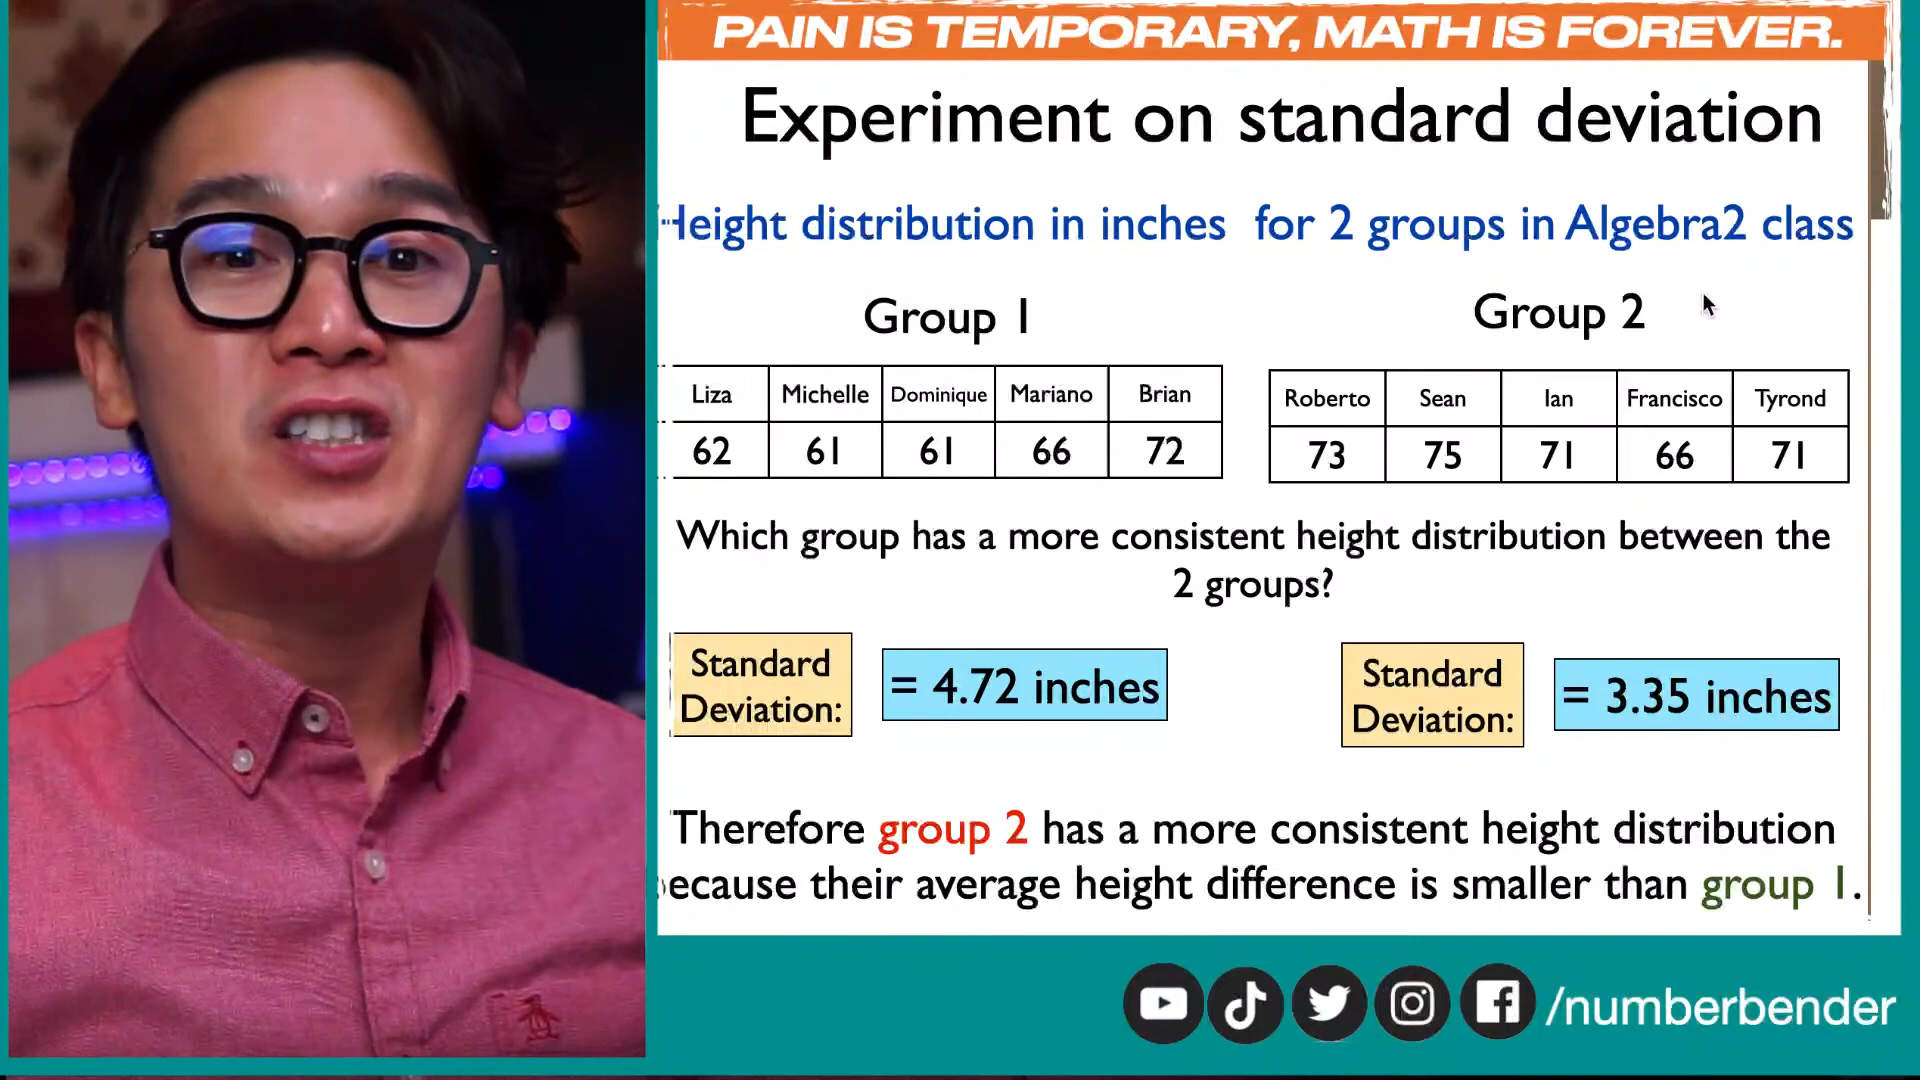 PAIN IS TEMPORARY, MATH IS FOREVER.
Experiment on standard deviation
Height distribution in inches for 2 groups in Algebra2 class
Group 1
Liza Michelle Dominique Mariano Brian
62 61 61 66 72
Group 2
Roberto Sean Ian Francisco Tyrond
73 75 71 66 71
Which group has a more consistent height distribution between the
2 groups?
Standard
Deviation:
= 4.72 inches
Standard
Deviation:
= 3.35 inches
Therefore group 2 has a more consistent height distribution
because their average height difference is smaller than group 1.
/numberbender